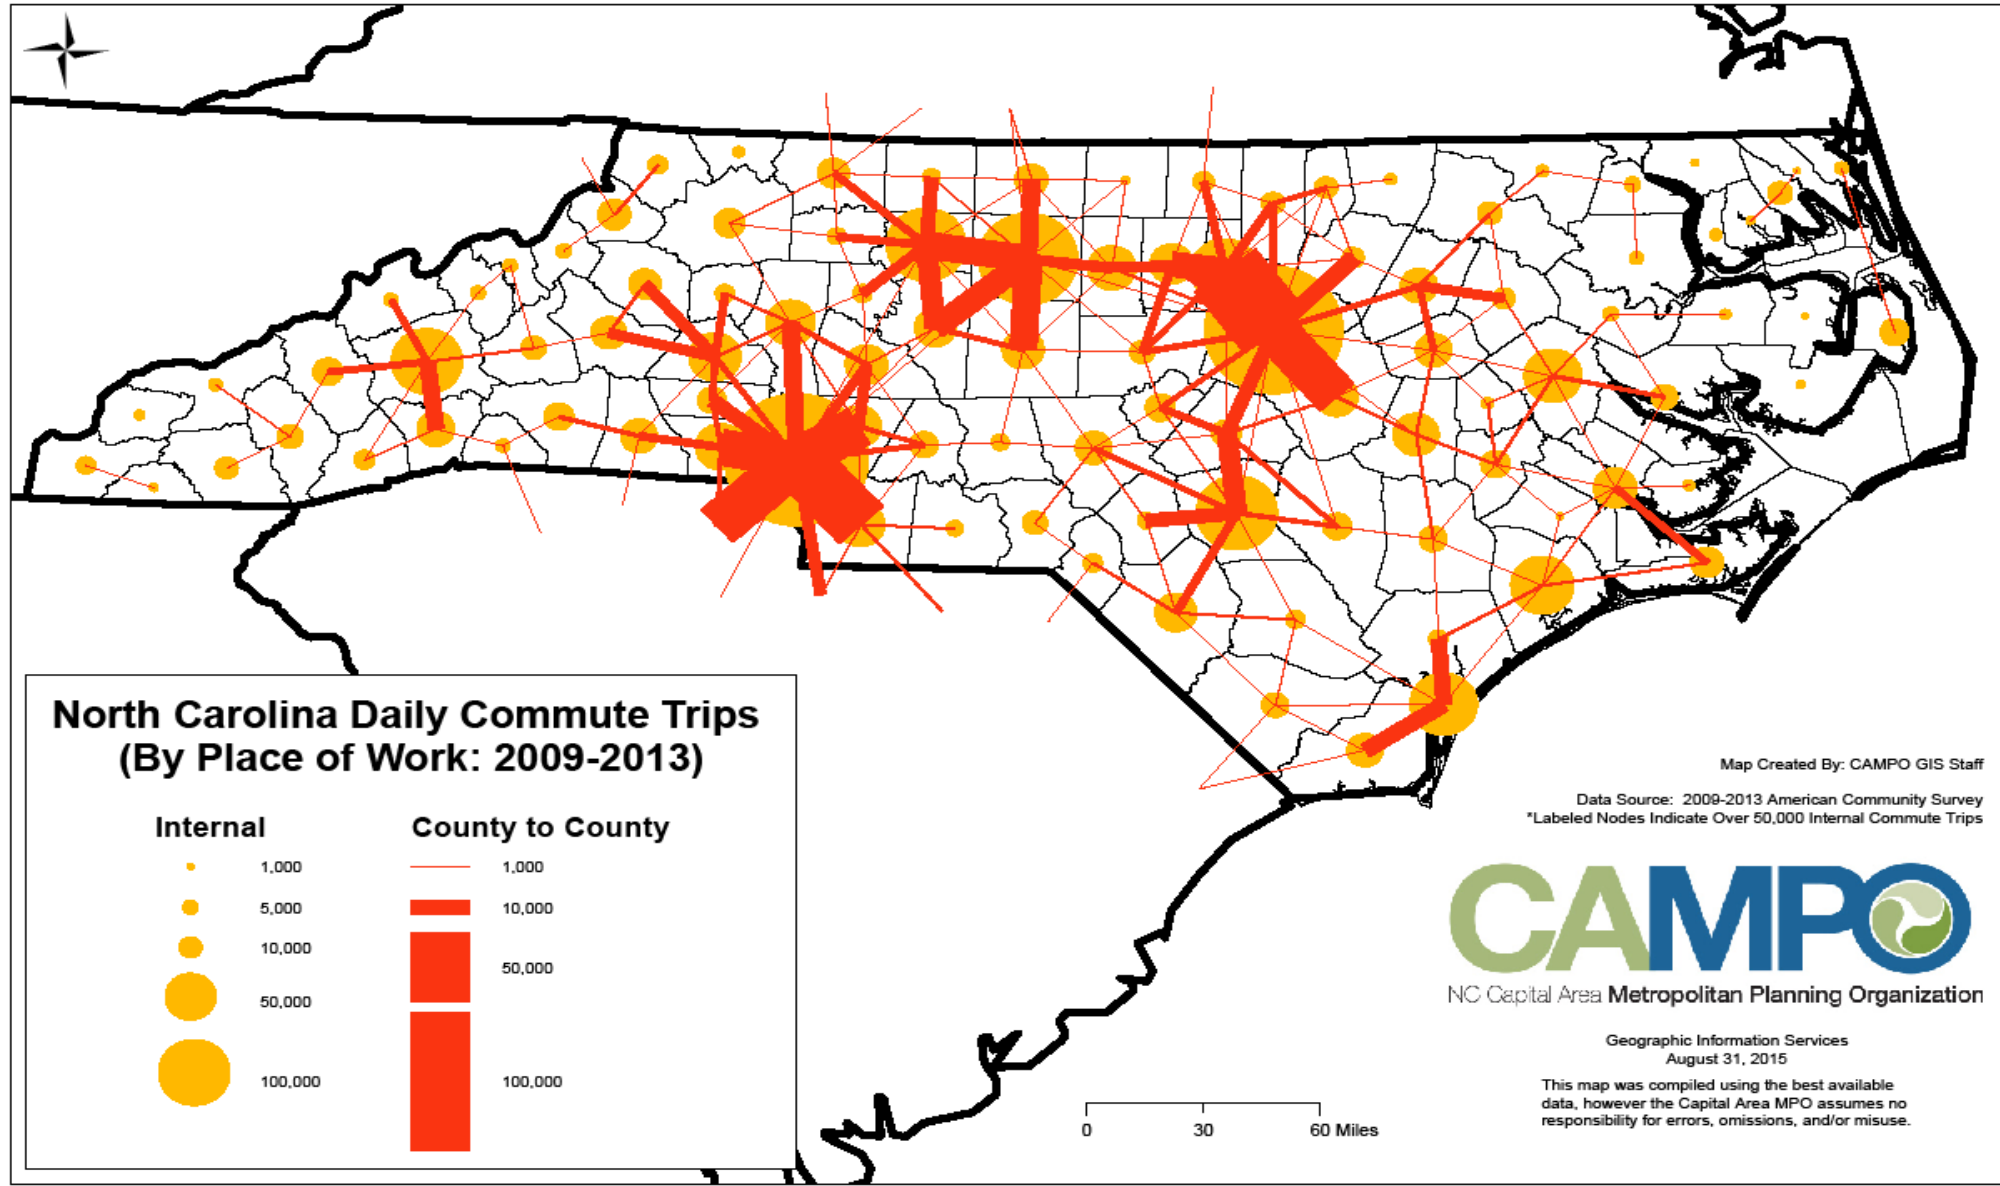 North Carolina Daily Commute Trips
(By Place of Work: 2009-2013)
Internal
County to County
1,000
5,000
10,000
50,000
100,000
1,000
10,000
50,000
100,000
0
30
60 Miles
Map Created By: CAMPO GIS Staff
Data Source: 2009-2013 American Community Survey
*Labeled Nodes Indicate Over 50,000 Internal Commute Trips
CAMPO
NC Capital Area Metropolitan Planning Organization
Geographic Information Services
August 31, 2015
This map was compiled using the best available
data, however the Capital Area MPO assumes no
responsibility for errors, omissions, and/or misuse.